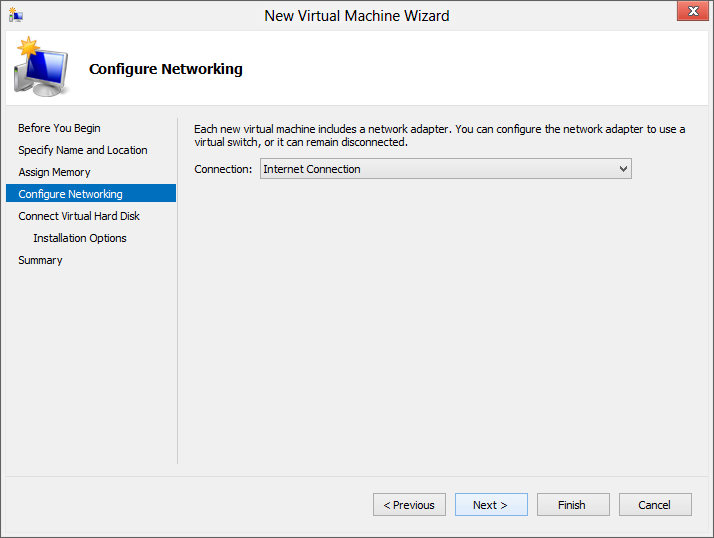 New Virtual Machine Wizard
Configure Networking
Before You Begin
Specify Name and Location
Assign Memory
Configure Networking
Connect Virtual Hard Disk
Installation Options
Summary
Each new virtual machine includes a network adapter. You can configure the network adapter to use a
virtual switch, or it can remain disconnected.
Connection: Internet Connection
< Previous Next > Finish Cancel